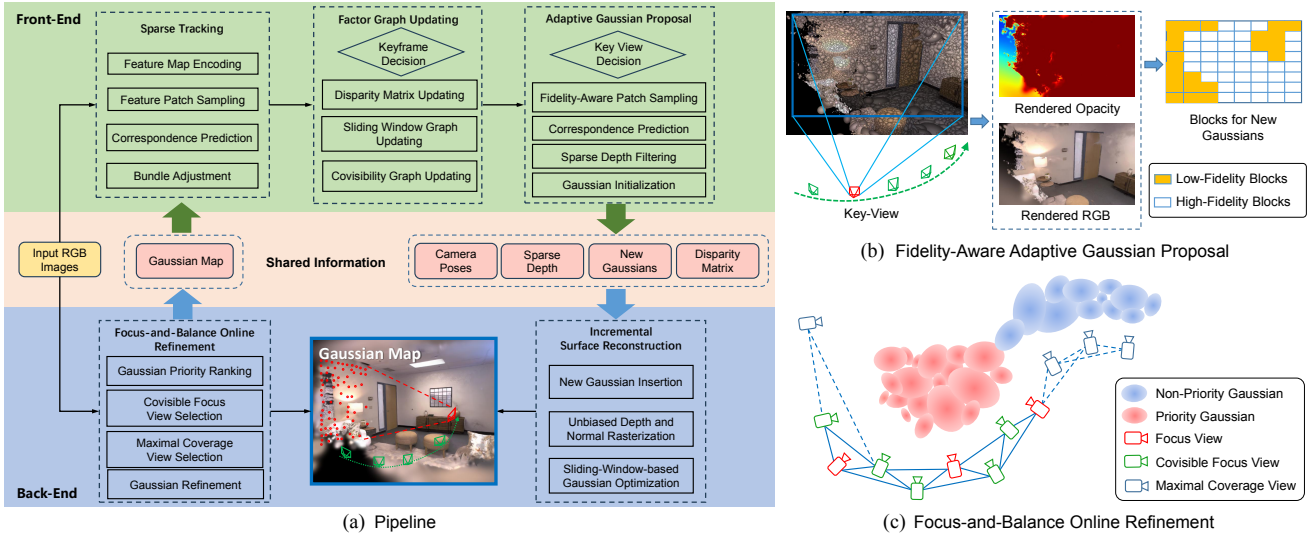 Front-End
Sparse Tracking
Feature Map Encoding
Feature Patch Sampling
Correspondence Prediction
Bundle Adjustment
Factor Graph Updating
Keyframe
Decision
Disparity Matrix Updating
Sliding Window Graph
Updating
Covisibility Graph Updating
Adaptive Gaussian Proposal
Key View
Decision
Fidelity-Aware Patch Sampling
Correspondence Prediction
Sparse Depth Filtering
Gaussian Initialization
Input RGB
Images
Gaussian Map
Shared Information
Camera
Poses
Sparse
Depth
New
Gaussians
Disparity
Matrix
Focus-and-Balance Online
Refinement
Gaussian Priority Ranking
Covisible Focus
View Selection
Maximal Coverage
View Selection
Gaussian Refinement
Gaussian Map
Incremental
Surface Reconstruction
New Gaussian Insertion
Unbiased Depth and
Normal Rasterization
Sliding-Window-based
Gaussian Optimization
Back-End
(a) Pipeline
Key-View
Rendered Opacity
Rendered RGB
Blocks for New
Gaussians
Low-Fidelity Blocks
High-Fidelity Blocks
(b) Fidelity-Aware Adaptive Gaussian Proposal
Non-Priority Gaussian
Priority Gaussian
Focus View
Covisible Focus View
Maximal Coverage View
(c) Focus-and-Balance Online Refinement